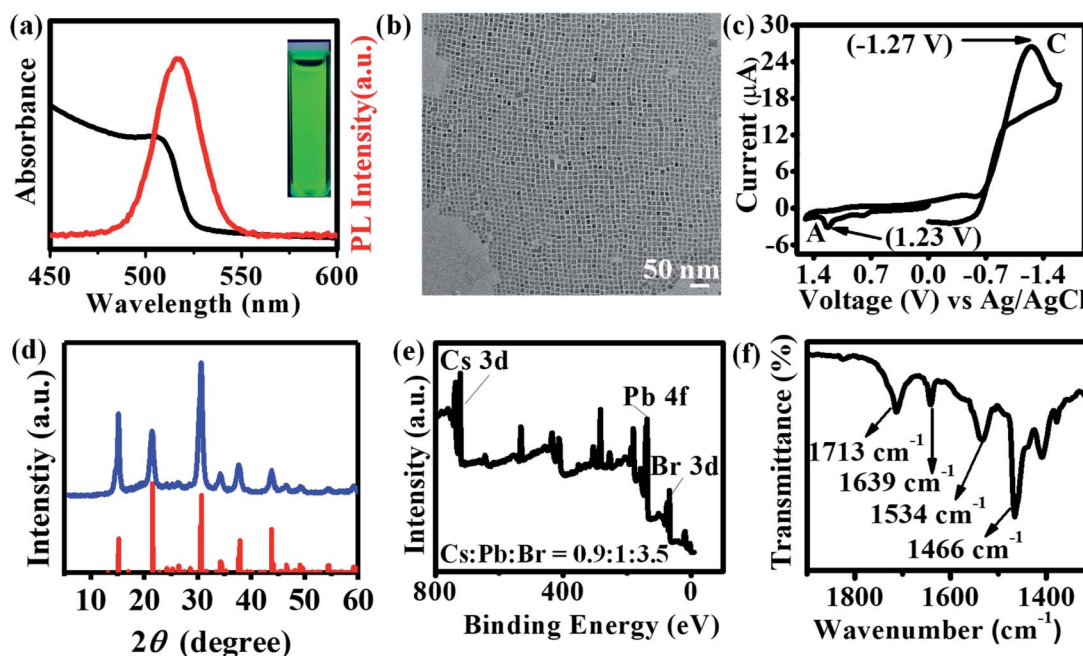 (a)
Absorbance
PL Intensity(a.u.)
450 500 550 600
Wavelength (nm)
(b)
50 nm
(c)
(-1.27 V)
C
30
24
18
12
6
0
-6
Current (μA)
A
(1.23 V)
1.4 0.7 0.0 -0.7 -1.4
Voltage (V) vs Ag/AgCl
(d)
Intenstiy (a.u.)
10 20 30 40 50 60
2θ (degree)
(e)
Intensity (a.u.)
Cs 3d
Pb 4f
Br 3d
Cs:Pb:Br = 0.9:1:3.5
800 400 0
Binding Energy (eV)
(f)
Transmittance (%)
1713 cm-1
1639 cm-1
1534 cm-1
1466 cm-1
1800 1600 1400
Wavenumber (cm-1)